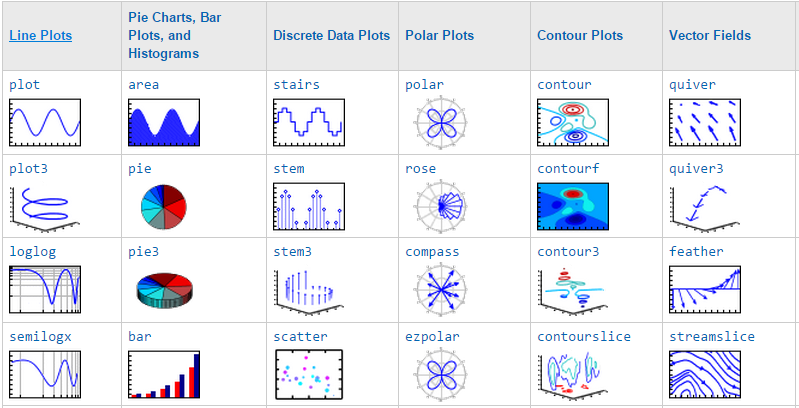 Line Plots
Pie Charts, Bar
Plots, and
Histograms
Discrete Data Plots
Polar Plots
Contour Plots
Vector Fields
plot
area
stairs
polar
contour
quiver
plot3
pie
stem
rose
contourf
quiver3
loglog
pie3
stem3
compass
contour3
feather
semilogx
bar
scatter
ezpolar
contourslice
streamslice